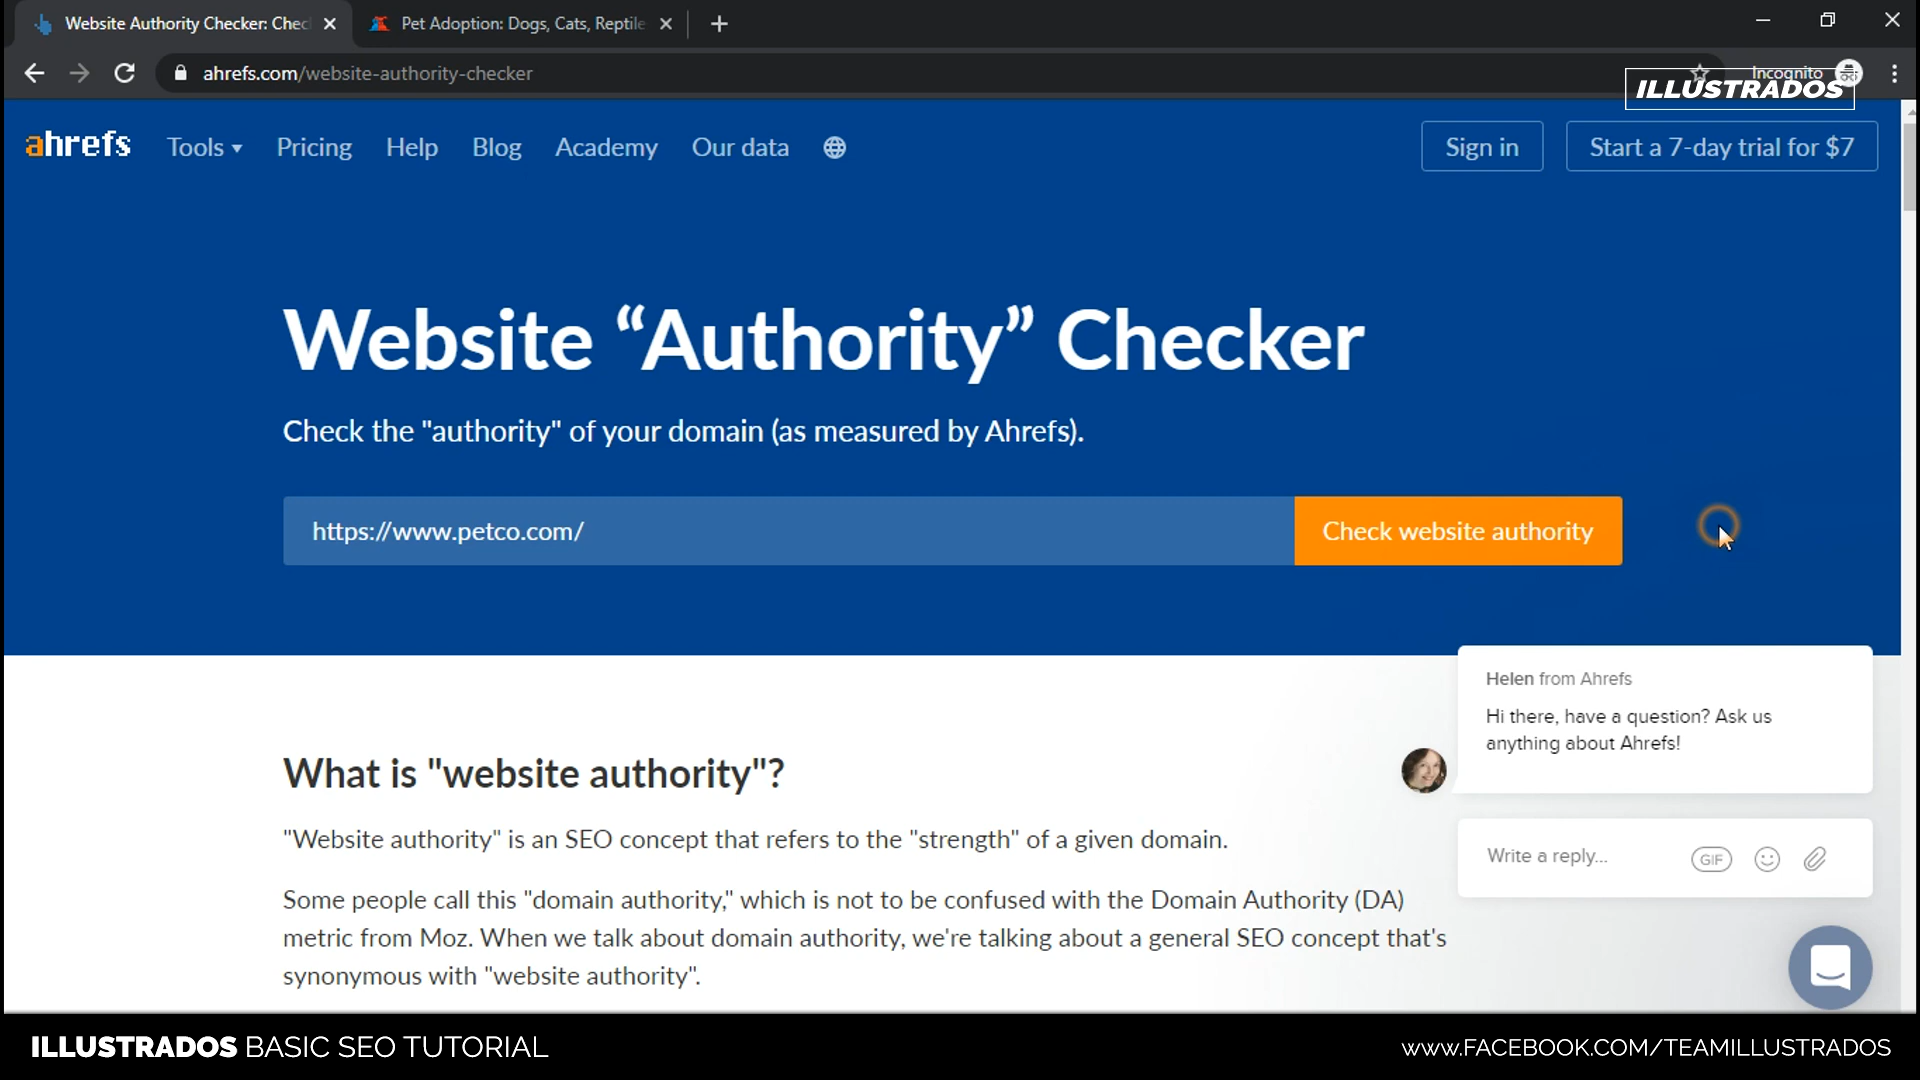 Website Authority Checker: Chec
Pet Adoption: Dogs, Cats, Reptile
ahrefs.com/website-authority-checker
Incognito
ILLUSTRADOS
ahrefs
Tools
Pricing
Help
Blog
Academy
Our data
Sign in
Start a 7-day trial for $7
Website “Authority” Checker
Check the "authority" of your domain (as measured by Ahrefs).
https://www.petco.com/
Check website authority
Helen from Ahrefs
Hi there, have a question? Ask us
anything about Ahrefs!
What is "website authority"?
"Website authority" is an SEO concept that refers to the "strength" of a given domain.
Write a reply...
GIF
Some people call this "domain authority," which is not to be confused with the Domain Authority (DA)
metric from Moz. When we talk about domain authority, we're talking about a general SEO concept that's
synonymous with "website authority".
ILLUSTRADOS BASIC SEO TUTORIAL
WWW.FACEBOOK.COM/TEAMILLUSTRADOS